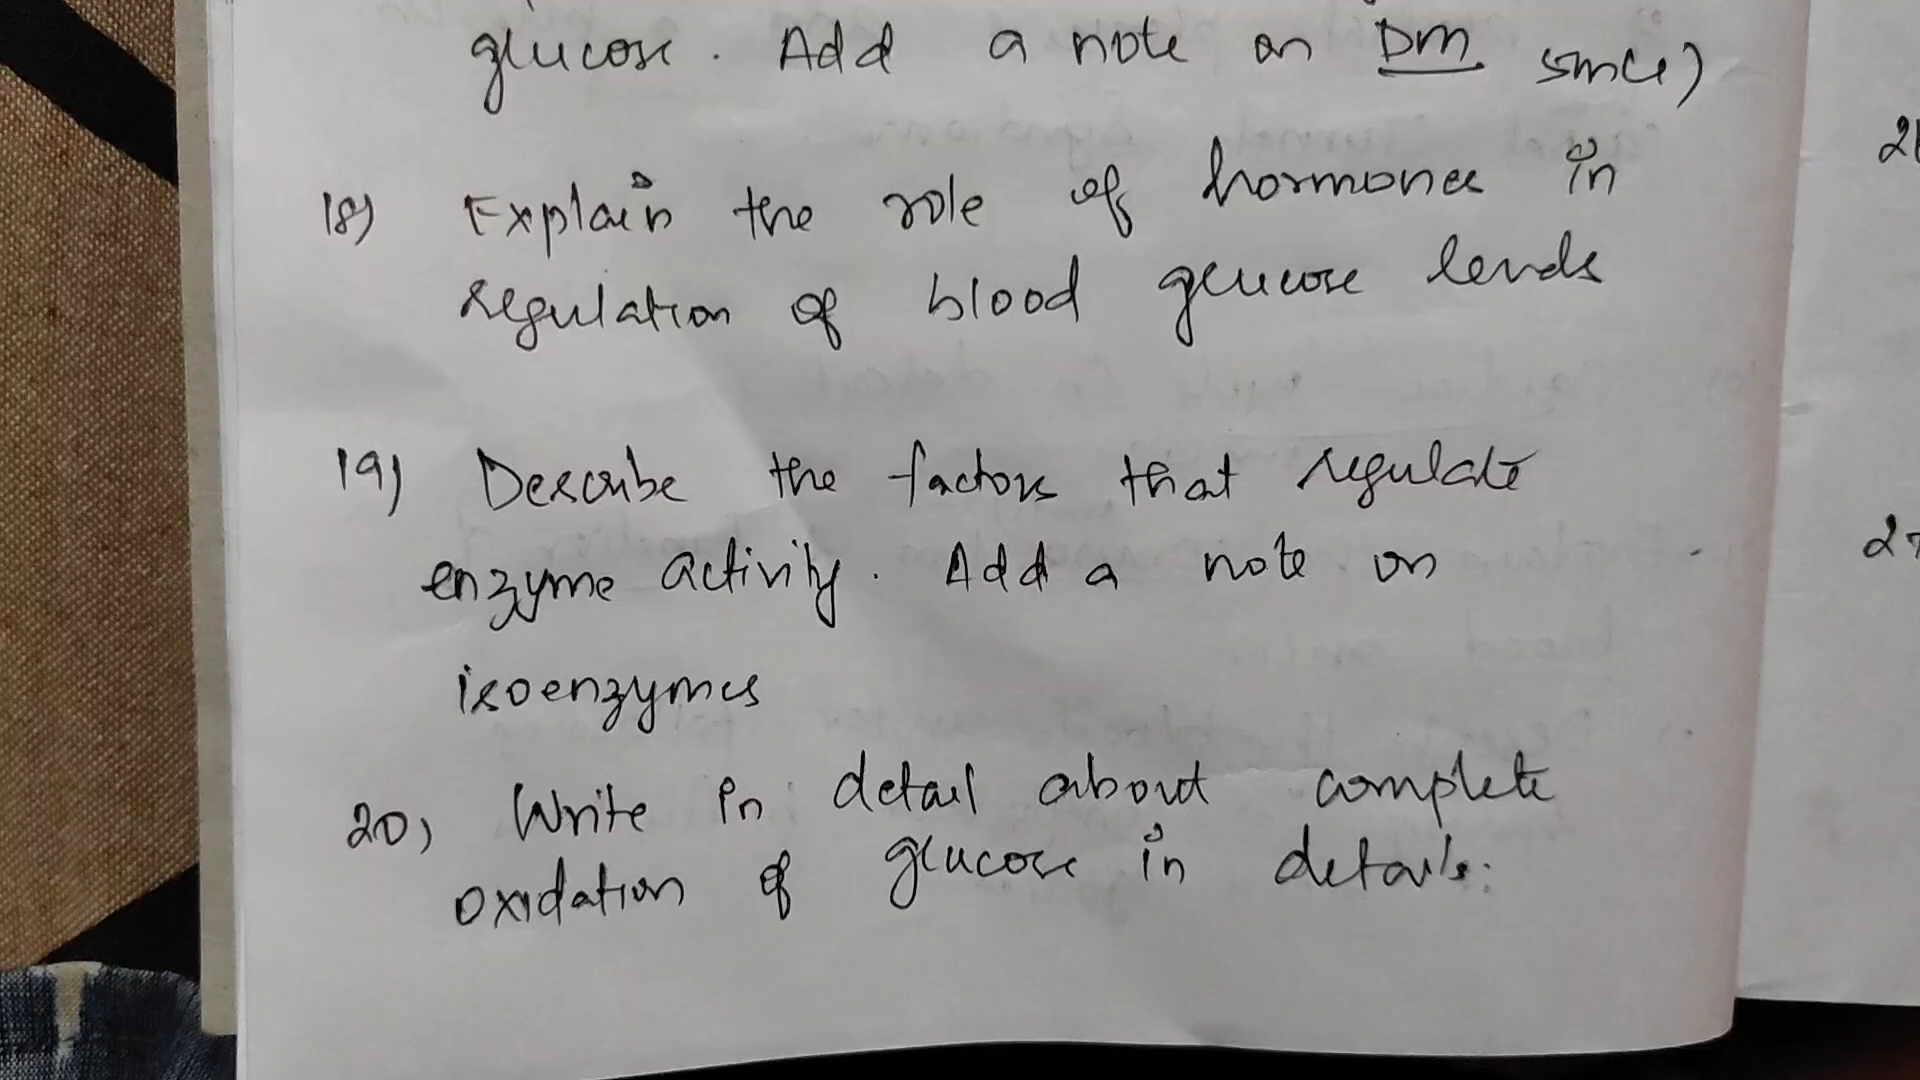 glucose. Add a note on DM
18) Explain the role of hormones in
regulation of blood glucose levels
19) Describe the factors that regulate
enzyme activity. Add a note on
isoenzymes
20) Write in detail about complete
oxidation of glucose in details.
2
2